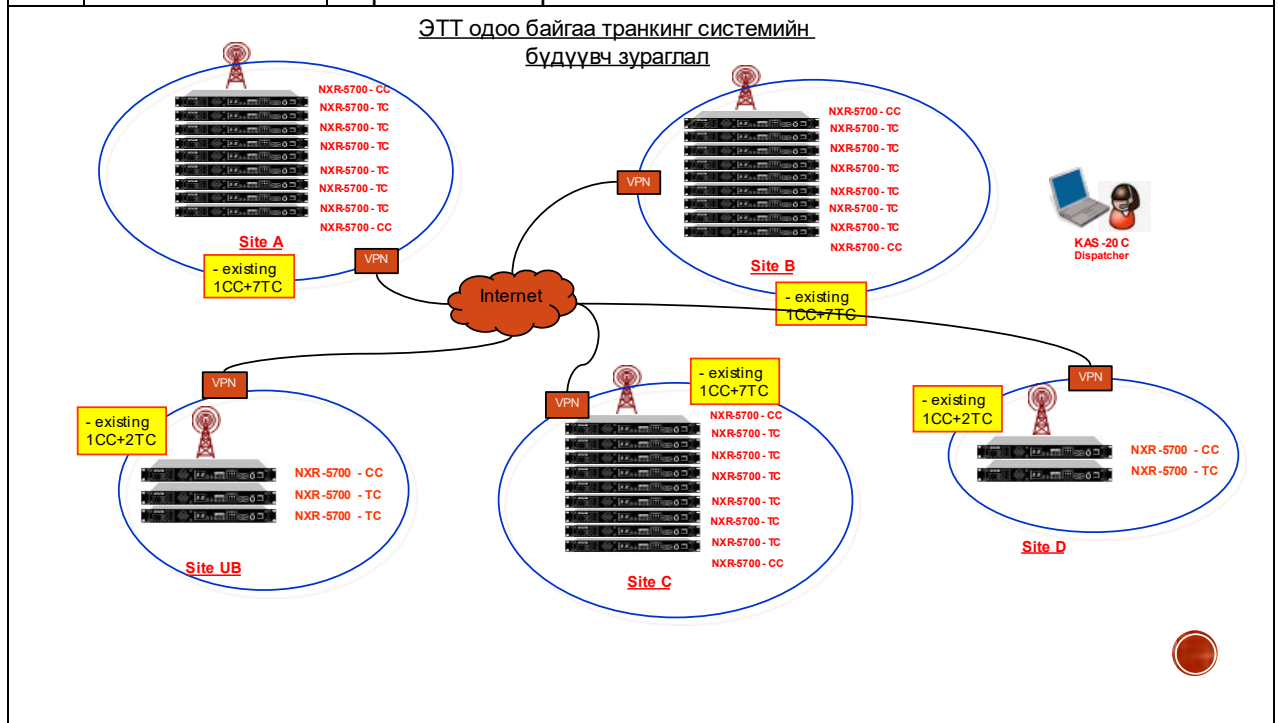 ЭТТ одоо байгаа транкинг системийн
бүдүүвч зураглал
NXR-5700 - CC
NXR-5700 - TC
NXR-5700 - TC
NXR-5700 - TC
NXR-5700 - TC
NXR-5700 - TC
NXR-5700 - TC
NXR-5700 - CC
Site A
- existing
1CC+7TC
VPN
NXR-5700 - CC
NXR-5700 - TC
NXR-5700 - TC
NXR-5700 - TC
NXR-5700 - TC
NXR-5700 - TC
NXR-5700 - TC
NXR-5700 - CC
VPN
Site B
- existing
1CC+7TC
KAS -20 C
Dispatcher
Internet
VPN
- existing
1CC+2TC
NXR -5700 - CC
NXR -5700 - TC
NXR -5700 - TC
Site UB
VPN
- existing
1CC+7TC
NXR-5700 - CC
NXR-5700 - TC
NXR-5700 - TC
NXR-5700 - TC
NXR-5700 - TC
NXR-5700 - TC
NXR-5700 - TC
NXR-5700 - CC
Site C
VPN
- existing
1CC+2TC
NXR -5700 - CC
NXR -5700 - TC
Site D